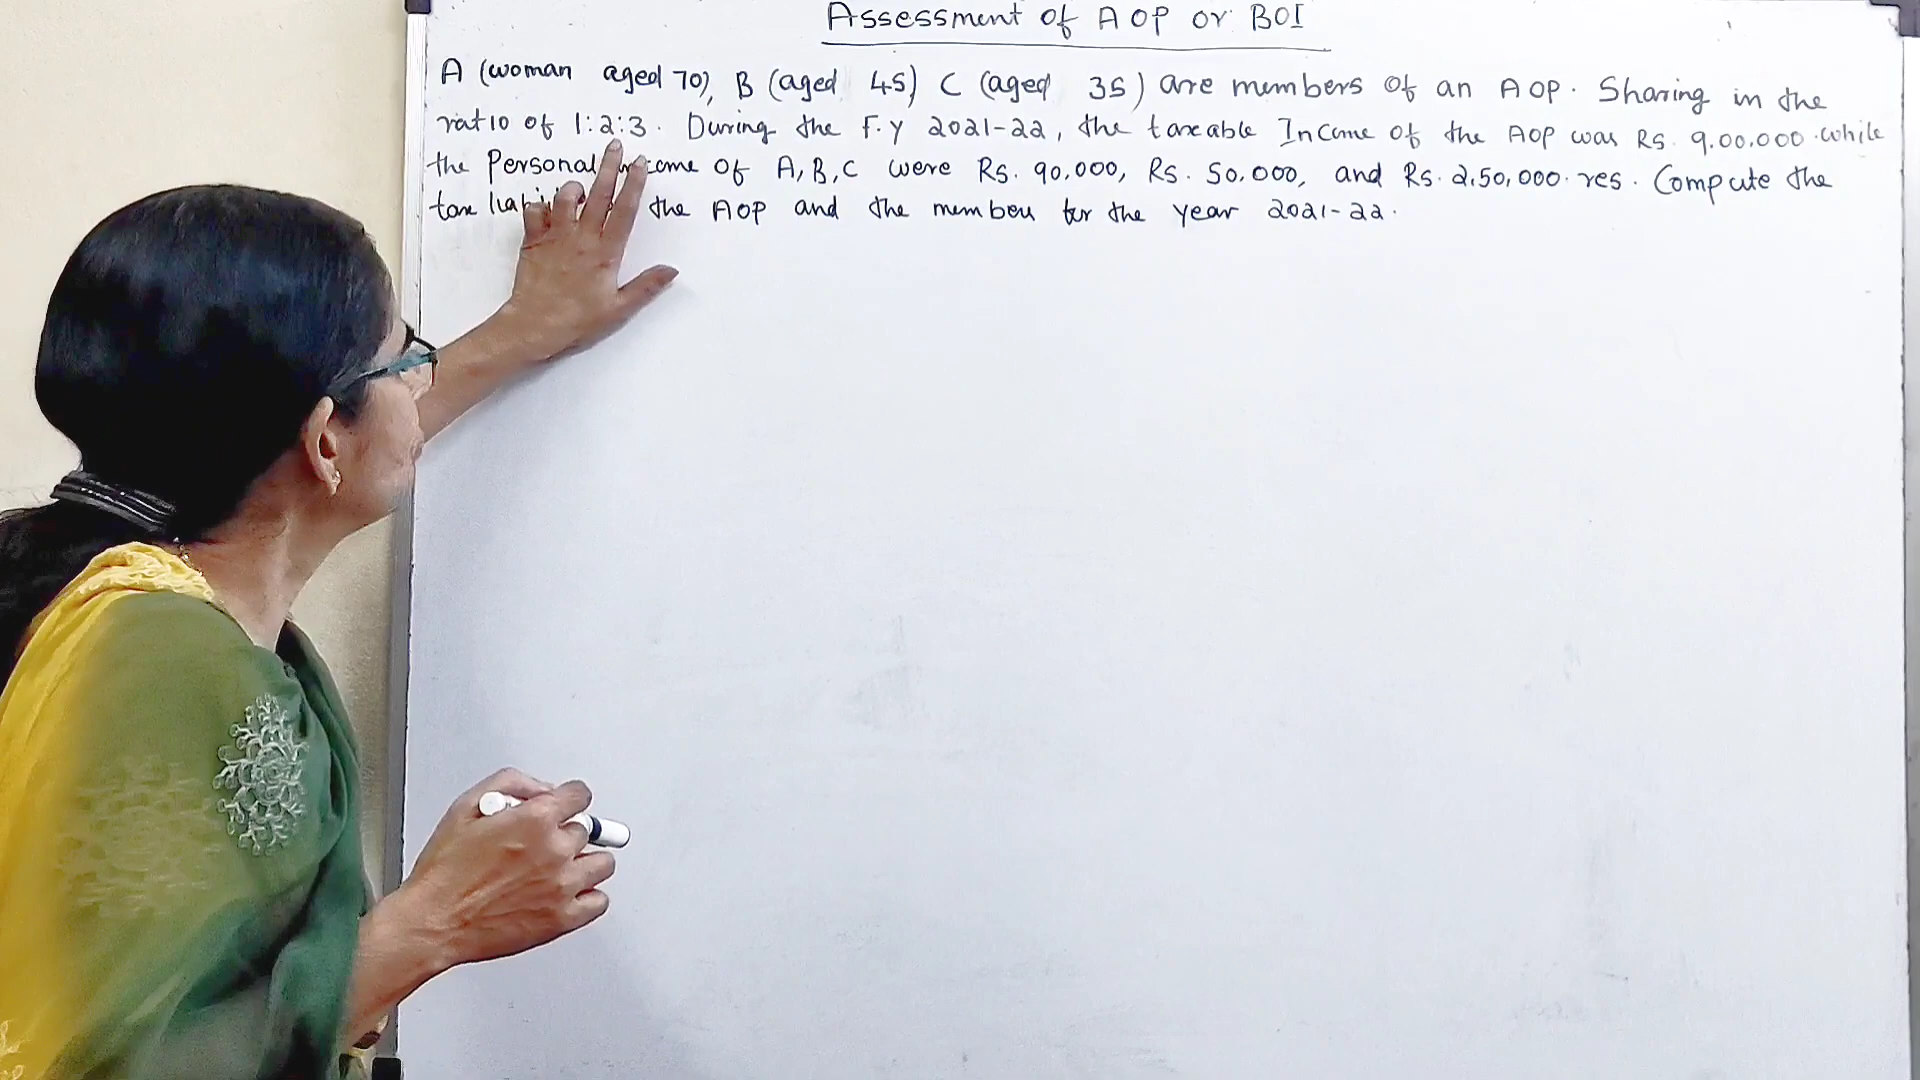 Assessment of AOP or BOI
A (woman aged 70), B (aged 45) C (aged 35) are members of an AOP. Sharing in the
ratio of 1:2:3. During the F.Y 2021-22, the taxable Income of the AOP was Rs. 9,00,000. while
the Personal income of A, B, C were Rs. 90,000, Rs. 50,000, and Rs. 2,50,000. res. Compute the
tax the AOP and the members for the year 2021-22.